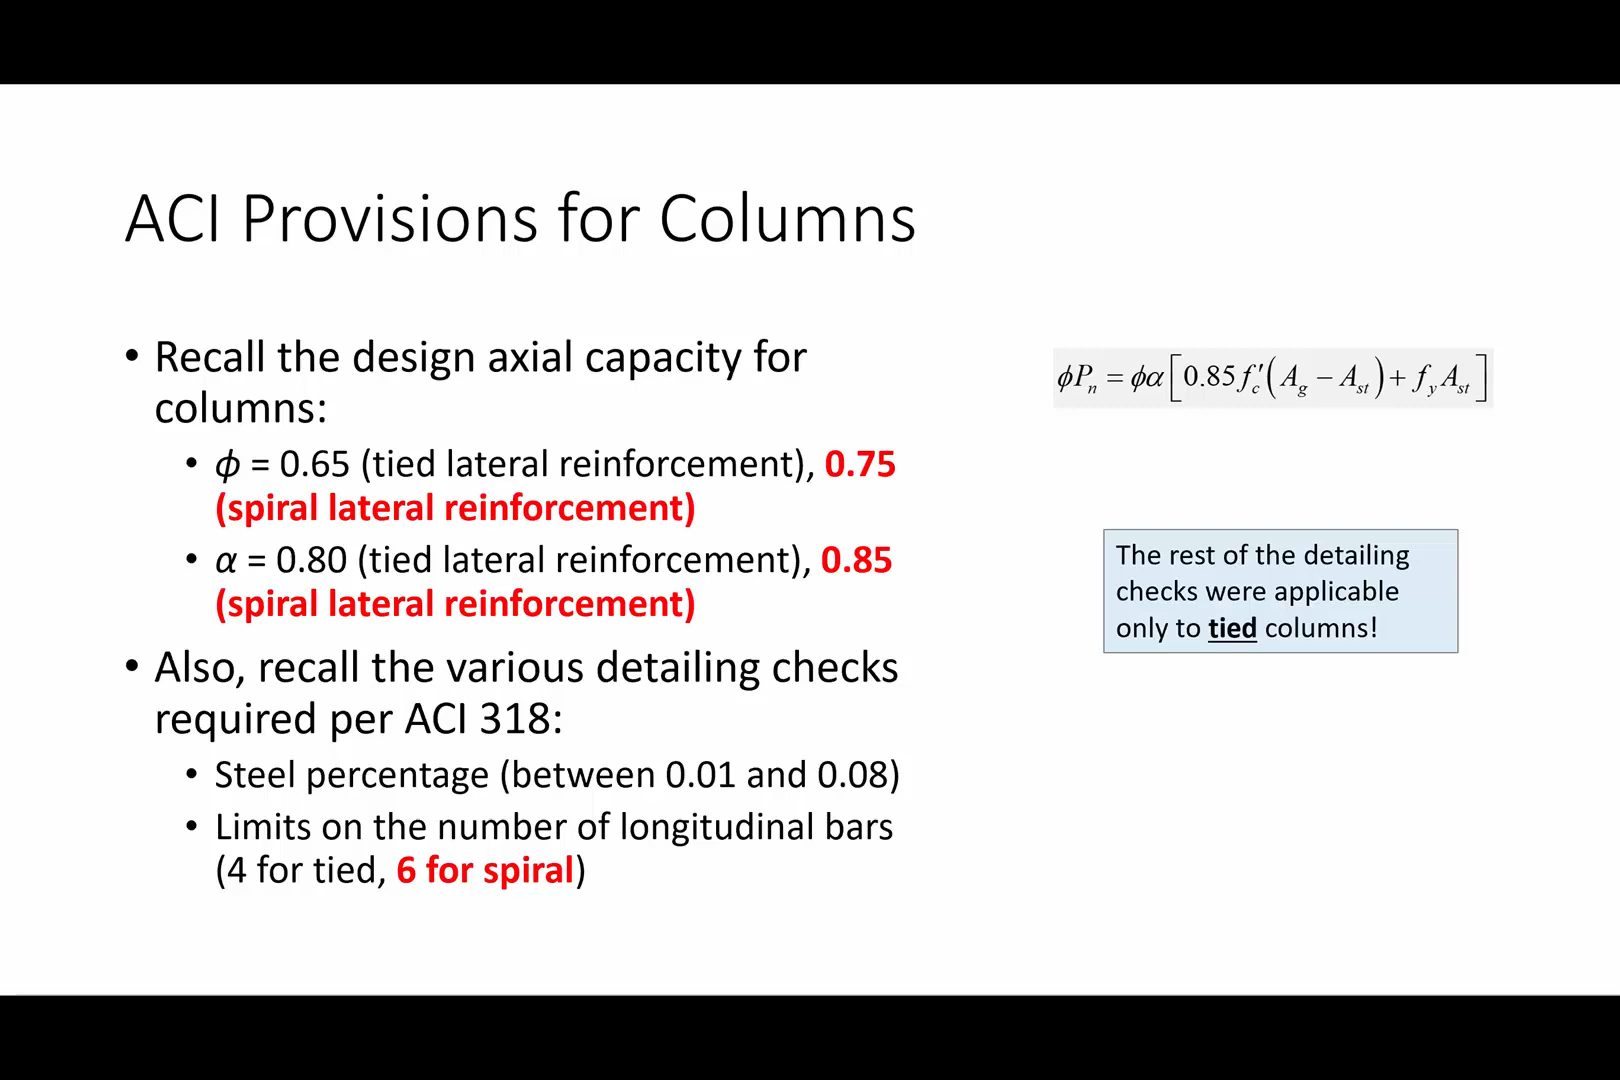 ACI Provisions for Columns
• Recall the design axial capacity for
columns:
• ϕ = 0.65 (tied lateral reinforcement), 0.75
(spiral lateral reinforcement)
• α = 0.80 (tied lateral reinforcement), 0.85
(spiral lateral reinforcement)
• Also, recall the various detailing checks
required per ACI 318:
• Steel percentage (between 0.01 and 0.08)
• Limits on the number of longitudinal bars
(4 for tied, 6 for spiral)
ϕPₙ = ϕα[0.85f′c(Ag − Ast) + fyAst]
The rest of the detailing
checks were applicable
only to tied columns!